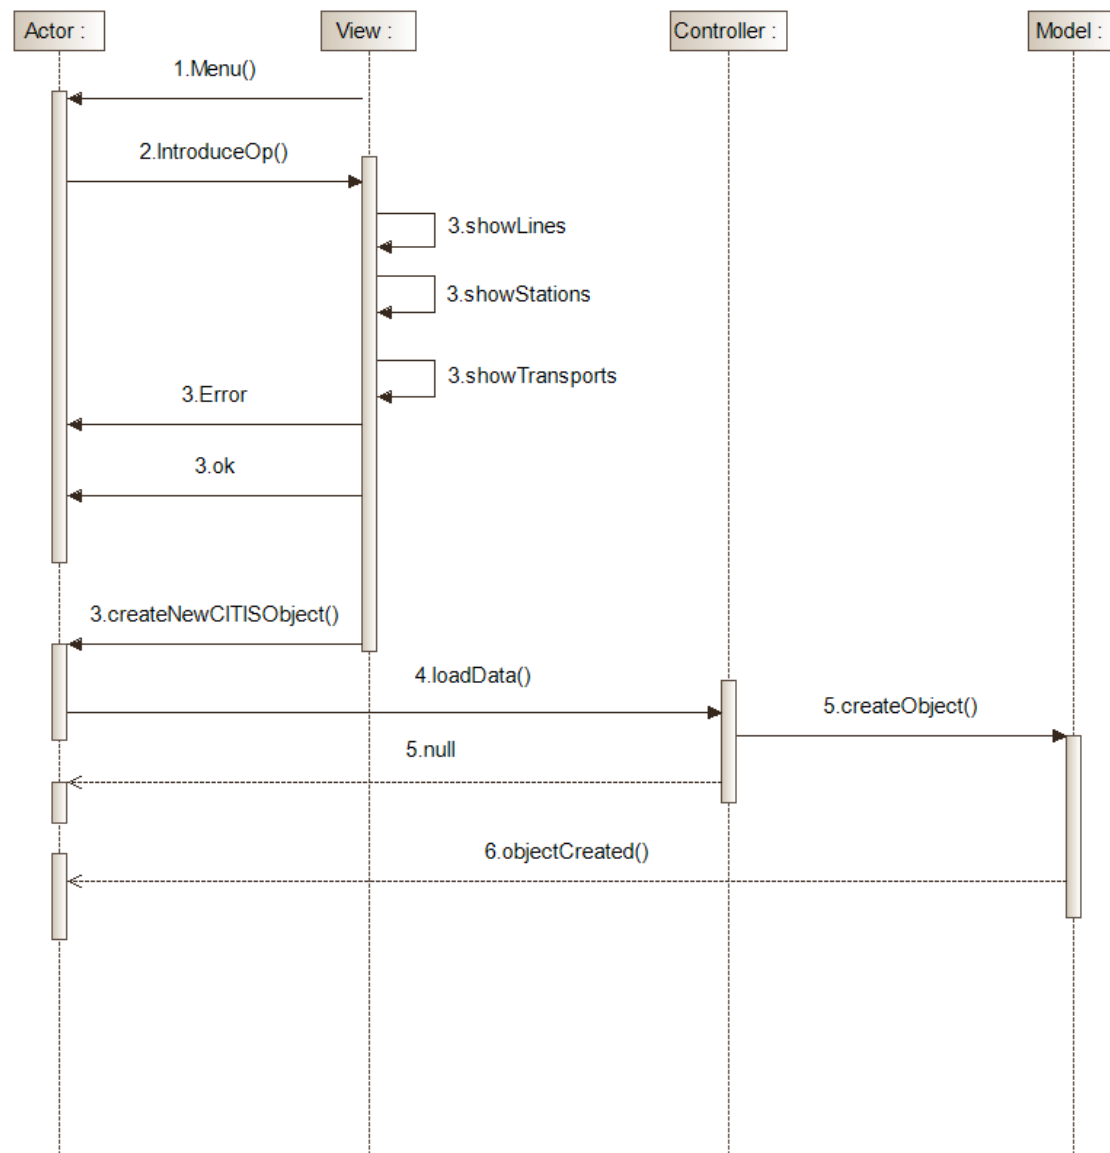 Actor :
View :
Controller :
Model :
1.Menu()
2.IntroduceOp()
3.showLines
3.showStations
3.showTransports
3.Error
3.ok
3.createNewCITISObject()
4.loadData()
5.createObject()
5.null
6.objectCreated()